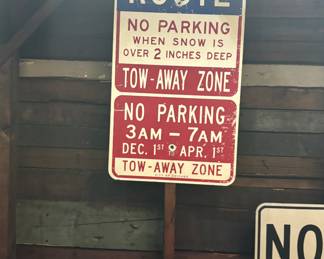 ROUTE
NO PARKING
WHEN SNOW IS
OVER 2 INCHES DEEP
TOW-AWAY ZONE
NO PARKING
3AM – 7AM
DEC. 1ST TO APR. 1ST
TOW-AWAY ZONE
NO